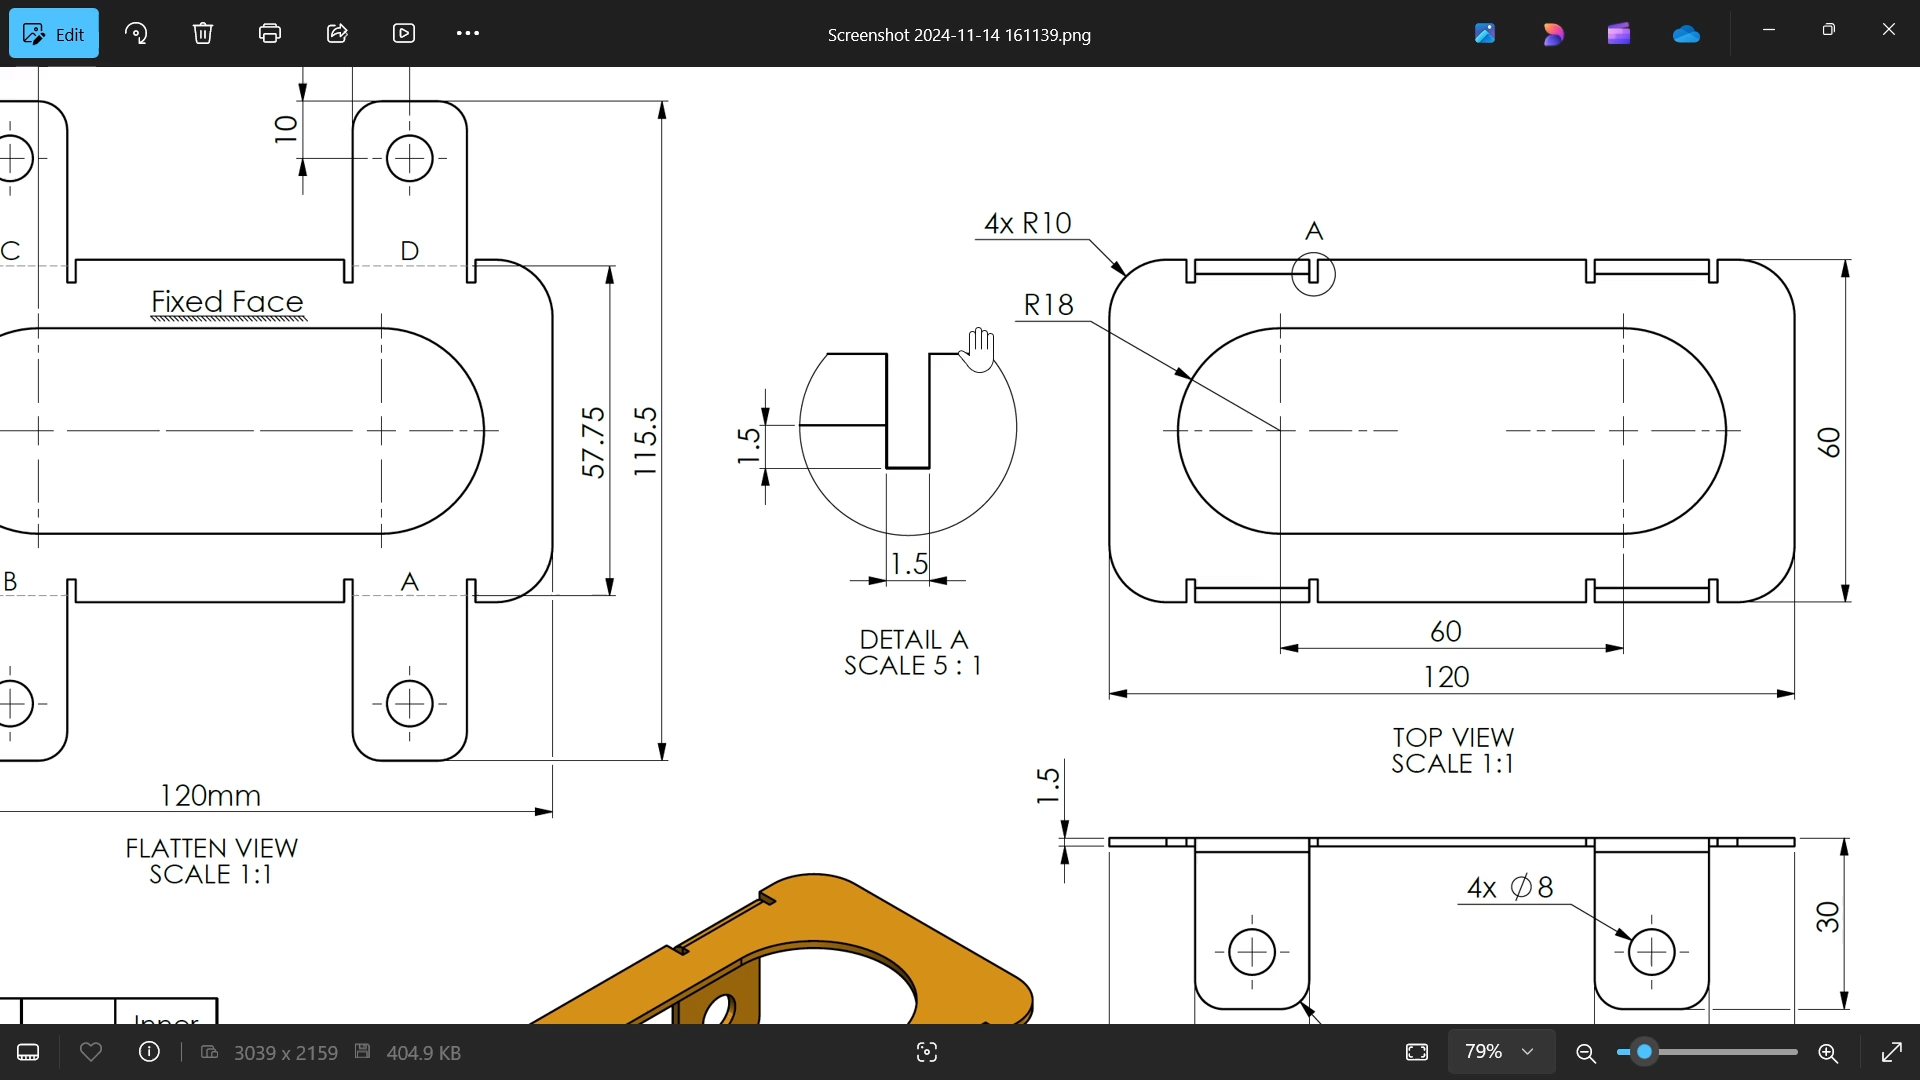 Edit
Screenshot 2024-11-14 161139.png
10
C
D
Fixed Face
57.75
115.5
B
A
120mm
FLATTEN VIEW
SCALE 1:1
1.5
1.5
DETAIL A
SCALE 5 : 1
4x R10
R18
A
60
60
120
TOP VIEW
SCALE 1:1
1.5
4x ∅8
30
Inner
3039 x 2159
404.9 KB
79%